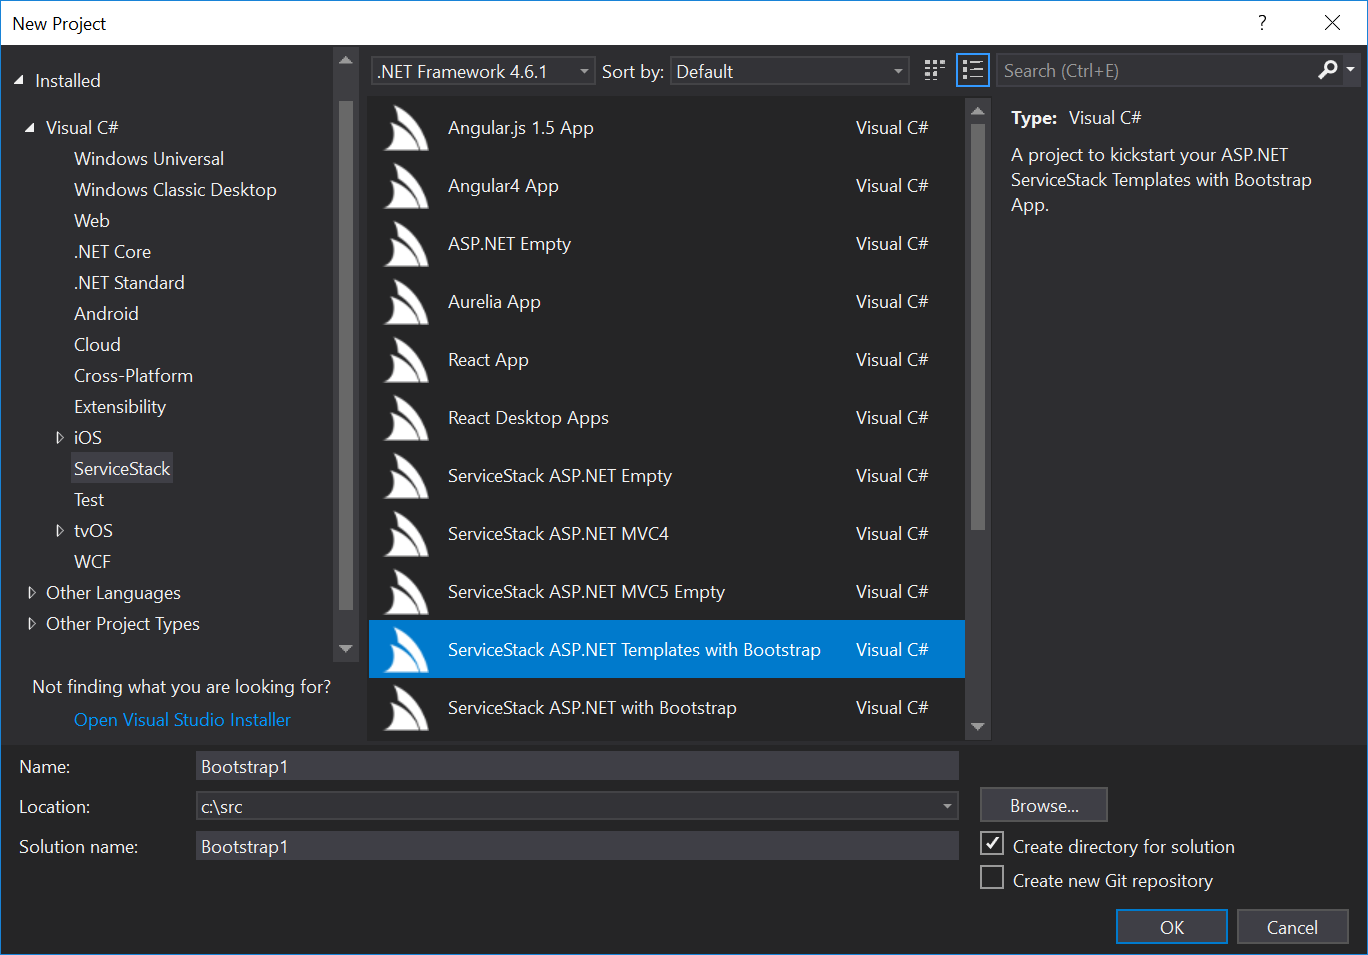 New Project
?
Installed
Visual C#
Windows Universal
Windows Classic Desktop
Web
.NET Core
.NET Standard
Android
Cloud
Cross-Platform
Extensibility
iOS
ServiceStack
Test
tvOS
WCF
Other Languages
Other Project Types
Not finding what you are looking for?
Open Visual Studio Installer
.NET Framework 4.6.1
Sort by:
Default
Search (Ctrl+E)
Angular.js 1.5 App Visual C#
Angular4 App Visual C#
ASP.NET Empty Visual C#
Aurelia App Visual C#
React App Visual C#
React Desktop Apps Visual C#
ServiceStack ASP.NET Empty Visual C#
ServiceStack ASP.NET MVC4 Visual C#
ServiceStack ASP.NET MVC5 Empty Visual C#
ServiceStack ASP.NET Templates with Bootstrap Visual C#
ServiceStack ASP.NET with Bootstrap Visual C#
Type: Visual C#
A project to kickstart your ASP.NET
ServiceStack Templates with Bootstrap
App.
Name: Bootstrap1
Location: c:\src
Browse...
Solution name: Bootstrap1
Create directory for solution
Create new Git repository
OK
Cancel